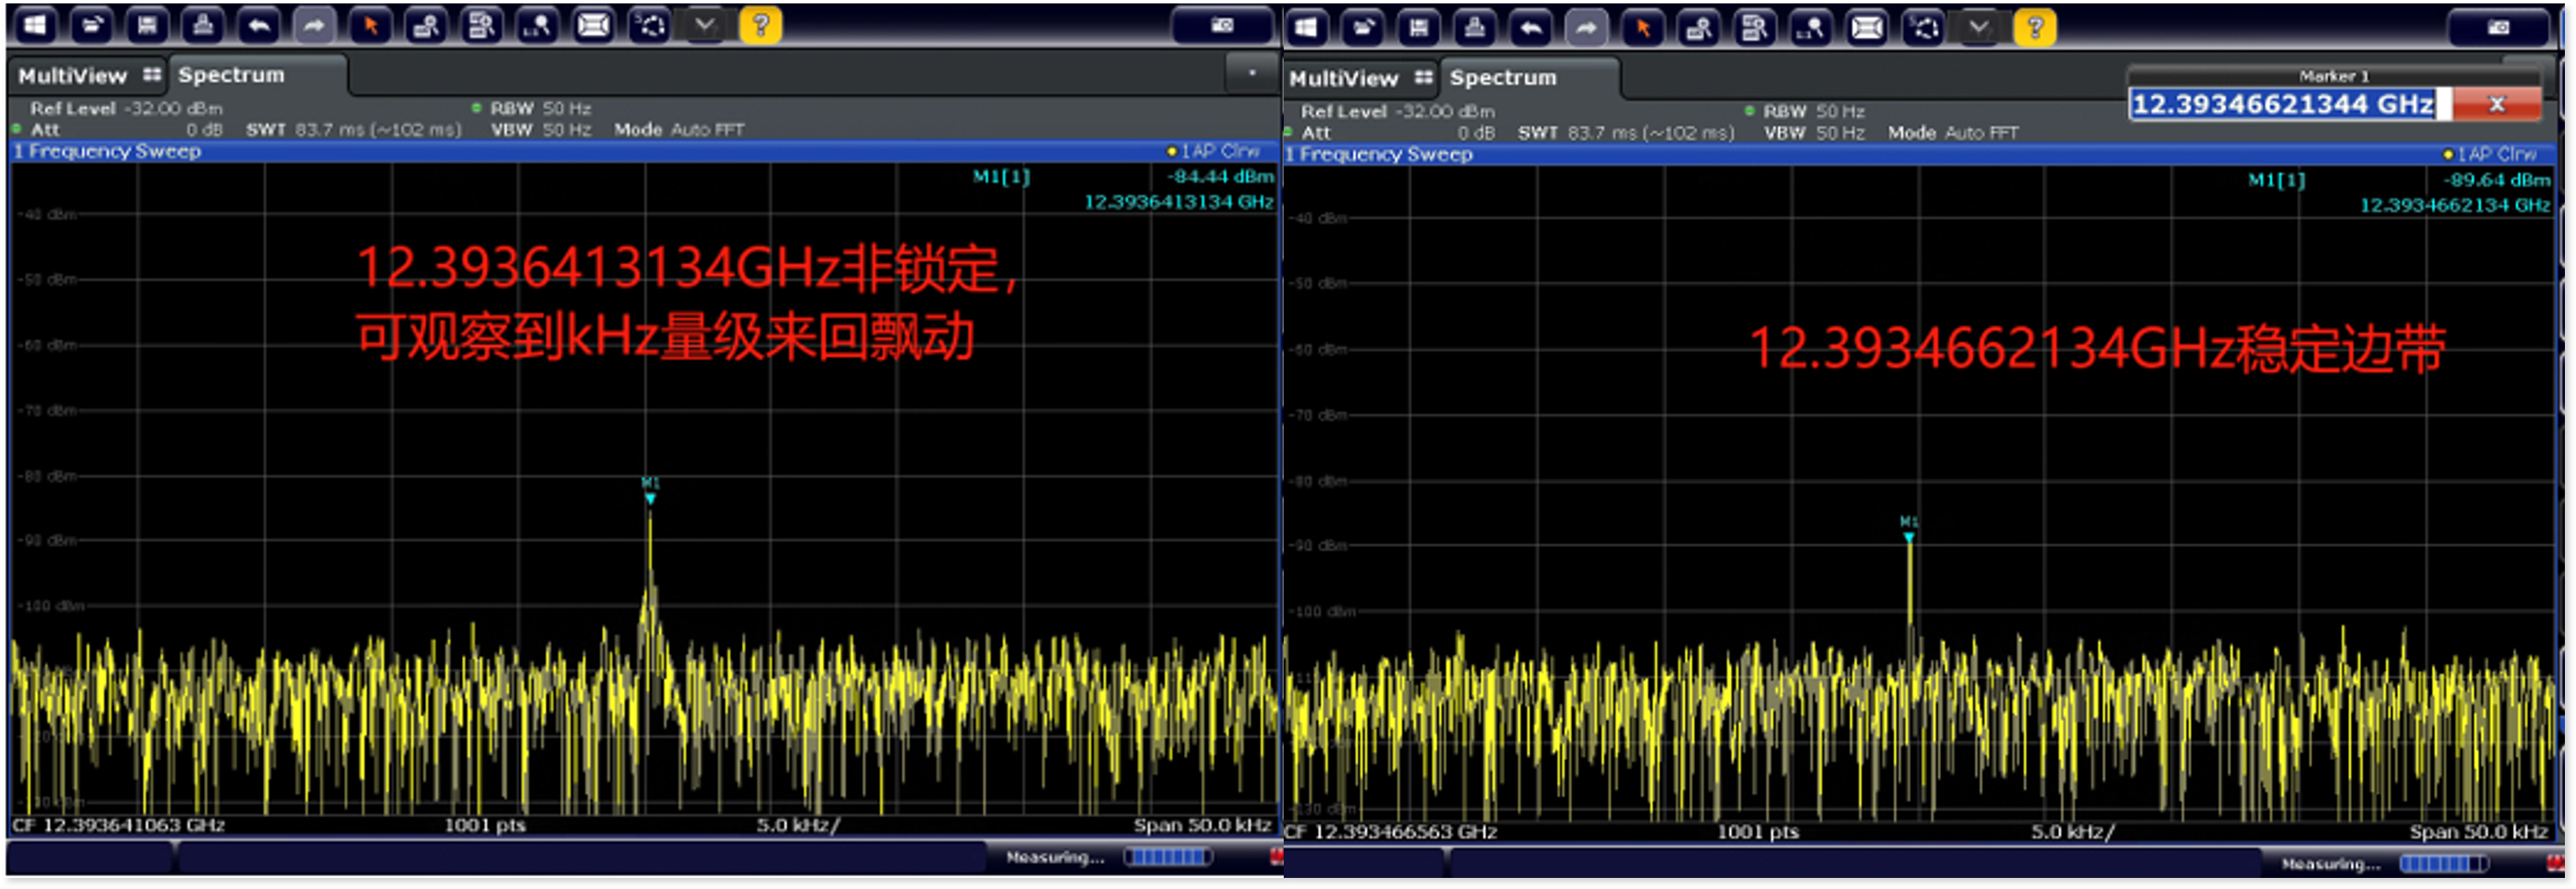 MultiView
Spectrum
Ref Level -32.00 dBm
RBW 50 Hz
Att
0 dB
SWT 83.7 ms (~102 ms)
VBW 50 Hz
Mode Auto FFT
1 Frequency Sweep
1AP Clrw
M1[1]
-84.44 dBm
12.3936413134 GHz
-40 dBm
12.3936413134GHz非锁定,
-50 dBm
可观察到kHz量级来回飘动
-60 dBm
-70 dBm
-80 dBm
M1
-90 dBm
-100 dBm
CF 12.393641063 GHz
1001 pts
5.0 kHz/
Span 50.0 kHz
Measuring...
MultiView
Spectrum
Marker 1
12.39346621344 GHz
X
Ref Level -32.00 dBm
RBW 50 Hz
Att
0 dB
SWT 83.7 ms (~102 ms)
VBW 50 Hz
Mode Auto FFT
1 Frequency Sweep
1AP Clrw
M1[1]
-89.64 dBm
12.3934662134 GHz
-40 dBm
-50 dBm
12.3934662134GHz稳定边带
-60 dBm
-70 dBm
-80 dBm
M1
-90 dBm
-100 dBm
-130 dBm
CF 12.393466563 GHz
1001 pts
5.0 kHz/
Span 50.0 kHz
Measuring...